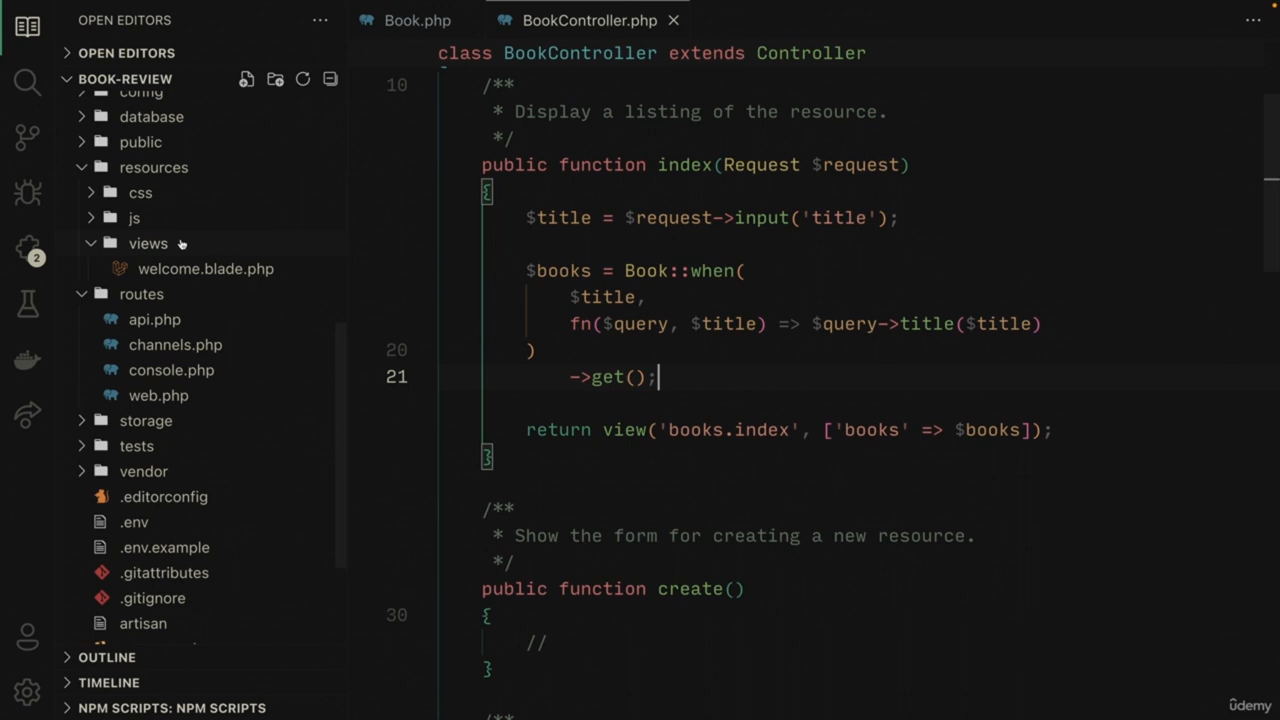 OPEN EDITORS
...
Book.php
BookController.php
...
OPEN EDITORS
BOOK-REVIEW
config
database
public
resources
css
js
views
welcome.blade.php
routes
api.php
channels.php
console.php
web.php
storage
tests
vendor
.editorconfig
.env
.env.example
.gitattributes
.gitignore
artisan
OUTLINE
TIMELINE
NPM SCRIPTS: NPM SCRIPTS
2
class BookController extends Controller
10 /**
* Display a listing of the resource.
*/
public function index(Request $request)
{
$title = $request->input('title');
$books = Book::when(
$title,
fn($query, $title) => $query->title($title)
20 )
21 ->get();
return view('books.index', ['books' => $books]);
}
/**
* Show the form for creating a new resource.
*/
public function create()
30 {
//
}
/**
ûdemy